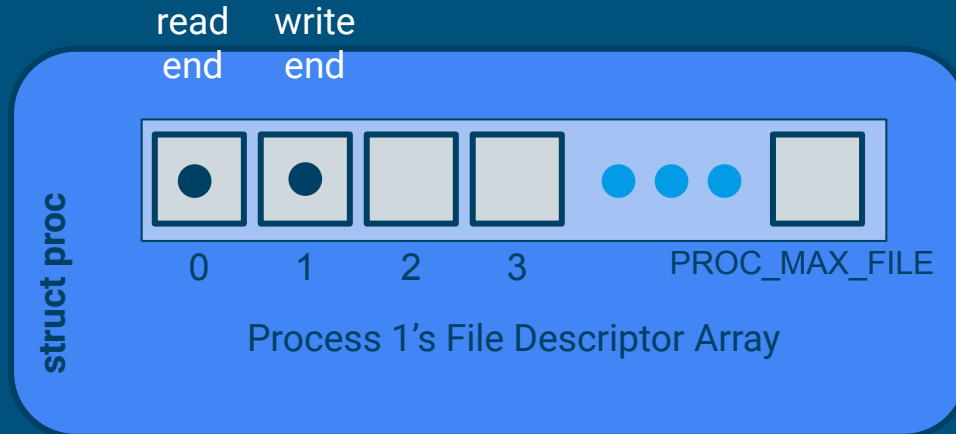 read write
end end
struct proc
0 1 2 3 PROC_MAX_FILE
Process 1’s File Descriptor Array